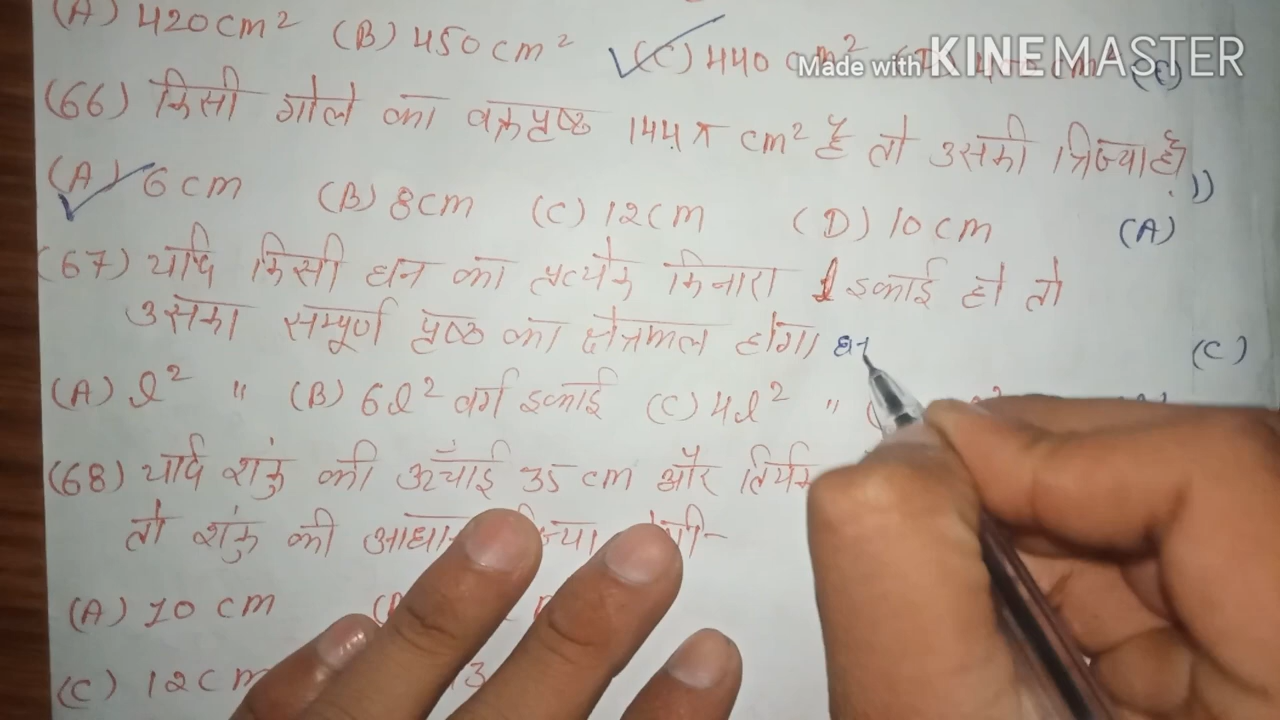 (A) 420 cm² (B) 450 cm² (C) 440 cm²
Made with KINEMASTER
(66) किसी गोले का वक्रपृष्ठ 144π cm² है तो उसकी त्रिज्या है?
(A) 6 cm (B) 8 cm (C) 12 cm (D) 10 cm (A)
(67) यदि किसी घन का प्रत्येक किनारा l इकाई हो तो
उसका सम्पूर्ण पृष्ठ का क्षेत्रफल होगा घन (C)
(A) l² " (B) 6l² वर्ग इकाई (C) 4l² "
(68) यदि शंकु की ऊँचाई 35 cm और तिर्यक
तो शंकु की
(A) 10 cm
(C) 12 cm